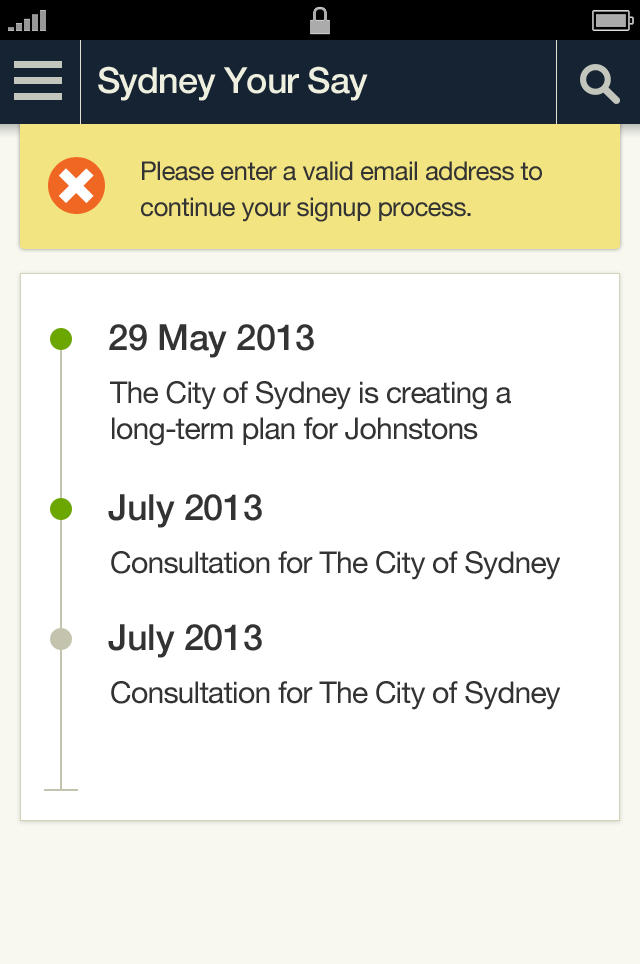 Sydney Your Say
Please enter a valid email address to
continue your signup process.
29 May 2013
The City of Sydney is creating a
long-term plan for Johnstons
July 2013
Consultation for The City of Sydney
July 2013
Consultation for The City of Sydney